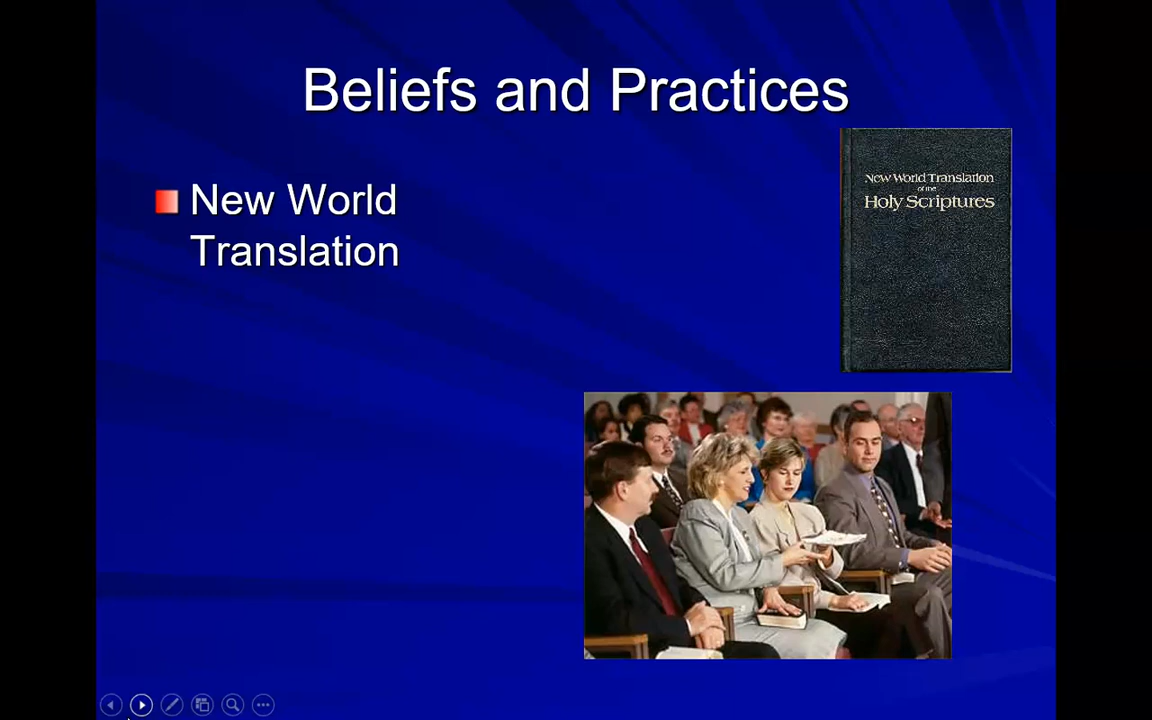 Beliefs and Practices
New World
Translation
New World Translation
of the
Holy Scriptures